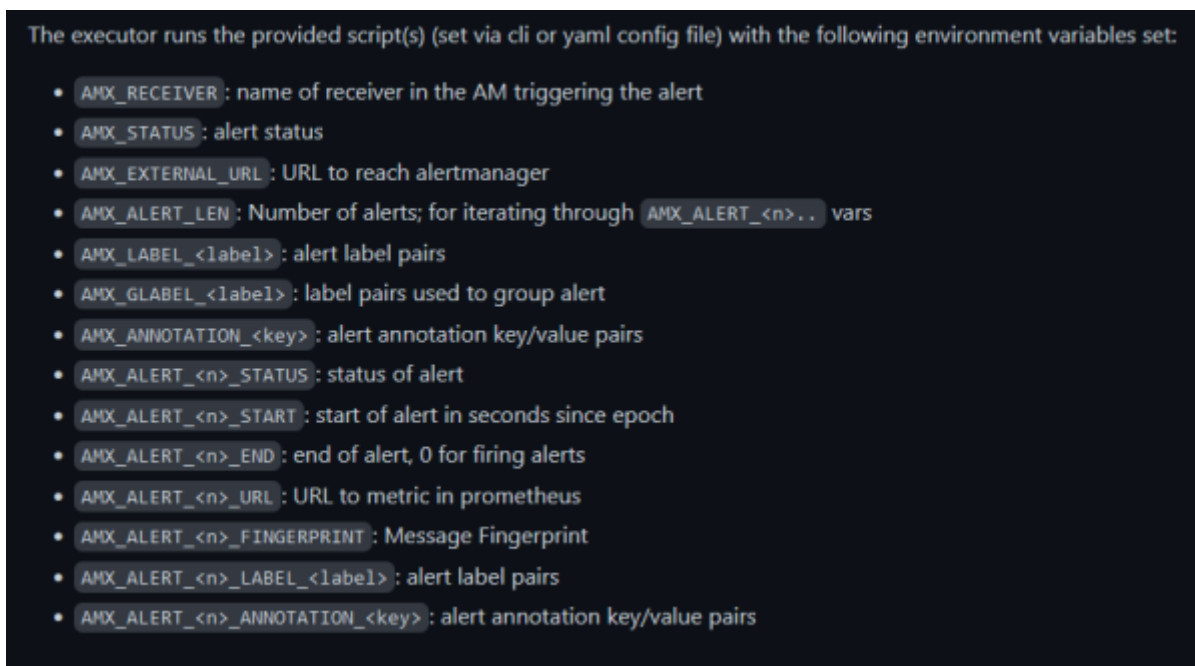 The executor runs the provided script(s) (set via cli or yaml config file) with the following environment variables set:
• AMX_RECEIVER: name of receiver in the AM triggering the alert
• AMX_STATUS: alert status
• AMX_EXTERNAL_URL: URL to reach alertmanager
• AMX_ALERT_LEN: Number of alerts; for iterating through AMX_ALERT_<n>.. vars
• AMX_LABEL_<label>: alert label pairs
• AMX_GLABEL_<label>: label pairs used to group alert
• AMX_ANNOTATION_<key>: alert annotation key/value pairs
• AMX_ALERT_<n>_STATUS: status of alert
• AMX_ALERT_<n>_START: start of alert in seconds since epoch
• AMX_ALERT_<n>_END: end of alert, 0 for firing alerts
• AMX_ALERT_<n>_URL: URL to metric in prometheus
• AMX_ALERT_<n>_FINGERPRINT: Message Fingerprint
• AMX_ALERT_<n>_LABEL_<label>: alert label pairs
• AMX_ALERT_<n>_ANNOTATION_<key>: alert annotation key/value pairs